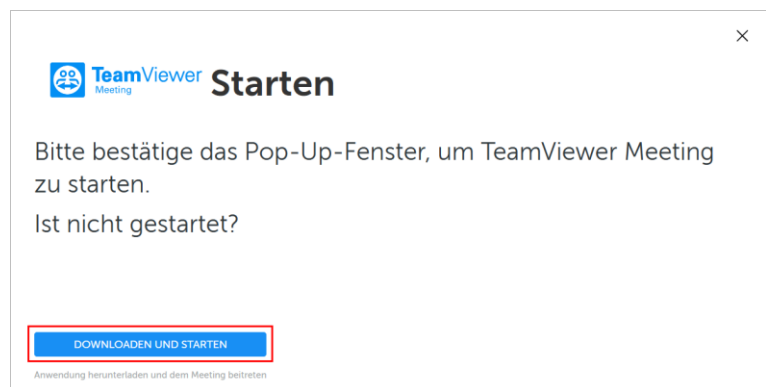 TeamViewer
Meeting
Starten
Bitte bestätige das Pop-Up-Fenster, um TeamViewer Meeting
zu starten.
Ist nicht gestartet?
DOWNLOADEN UND STARTEN
Anwendung herunterladen und dem Meeting beitreten